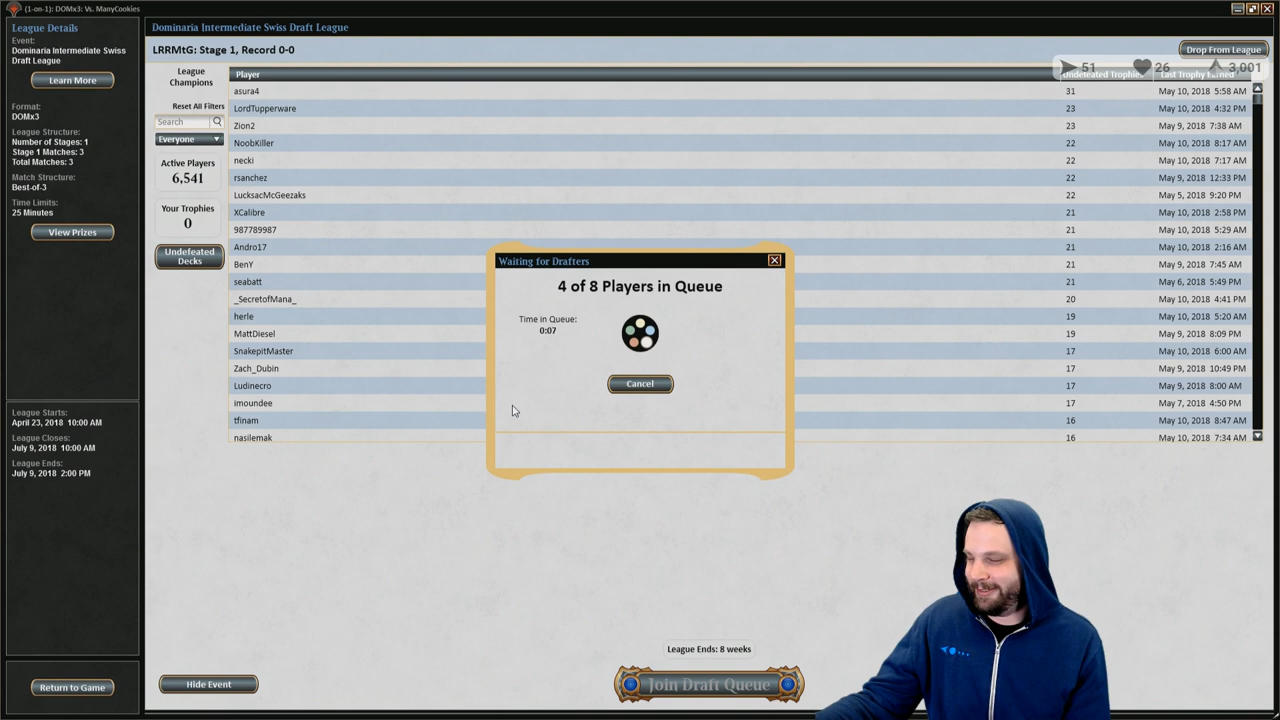 (1-on-1): DOMx3: Vs. ManyCookies
League Details
Event:
Dominaria Intermediate Swiss
Draft League
Learn More
Format:
DOMx3
League Structure:
Number of Stages: 1
Stage 1 Matches: 3
Total Matches: 3
Match Structure:
Best-of-3
Time Limits:
25 Minutes
View Prizes
League Starts:
April 23, 2018 10:00 AM
League Closes:
July 9, 2018 10:00 AM
League Ends:
July 9, 2018 2:00 PM
Return to Game
Dominaria Intermediate Swiss Draft League
LRRMtG: Stage 1, Record 0-0
Drop From League
51 26 3,001
League
Champions
Reset All Filters
Search
Everyone
Active Players
6,541
Your Trophies
0
Undefeated
Decks
Player Undefeated Trophies Last Trophy Earned
asura4 31 May 10, 2018 5:58 AM
LordTupperware 23 May 10, 2018 4:32 PM
Zion2 23 May 9, 2018 7:38 AM
NoobKiller 22 May 10, 2018 8:17 AM
necki 22 May 10, 2018 7:17 AM
rsanchez 22 May 9, 2018 12:33 PM
LucksacMcGeezaks 22 May 5, 2018 9:20 PM
XCalibre 21 May 10, 2018 2:58 PM
987789987 21 May 10, 2018 5:29 AM
Andro17 21 May 10, 2018 2:16 AM
BenY 21 May 9, 2018 7:45 AM
seabatt 21 May 6, 2018 5:49 PM
_SecretofMana_ 20 May 10, 2018 4:41 PM
herle 19 May 10, 2018 5:20 AM
MattDiesel 19 May 9, 2018 8:09 PM
SnakepitMaster 17 May 10, 2018 6:00 AM
Zach_Dubin 17 May 9, 2018 10:49 PM
Ludinecro 17 May 9, 2018 8:00 AM
imoundee 17 May 7, 2018 4:50 PM
tfinam 16 May 10, 2018 8:47 AM
nasilemak 16 May 10, 2018 7:34 AM
Waiting for Drafters
4 of 8 Players in Queue
Time in Queue:
0:07
Cancel
League Ends: 8 weeks
Hide Event
Join Draft Queue